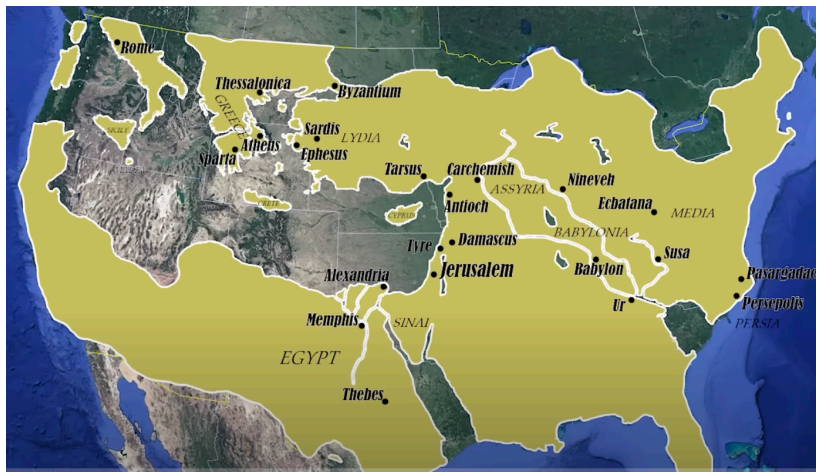 Rome
Thessalonica
Byzantium
GREECE
SICILY
Sardis
LYDIA
Athens
Sparta
Ephesus
Tarsus
Carchemish
Nineveh
ASSYRIA
Antioch
Ecbatana
MEDIA
CRETE
CYPRUS
BABYLONIA
Tyre
Damascus
Susa
Babylon
Jerusalem
Alexandria
Pasargadae
Ur
Persepolis
Memphis
SINAI
PERSIA
EGYPT
Thebes